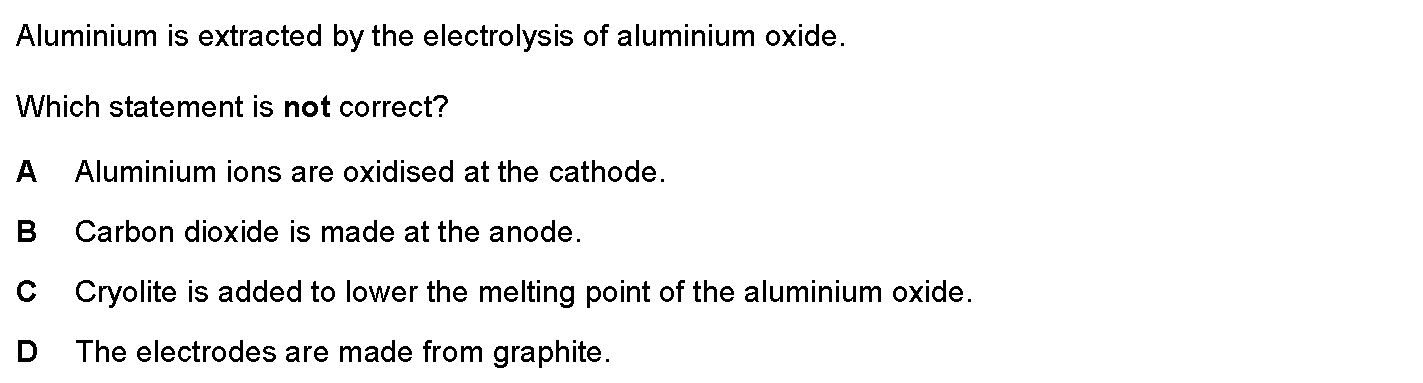 Aluminium is extracted by the electrolysis of aluminium oxide.
Which statement is not correct?
A Aluminium ions are oxidised at the cathode.
B Carbon dioxide is made at the anode.
C Cryolite is added to lower the melting point of the aluminium oxide.
D The electrodes are made from graphite.